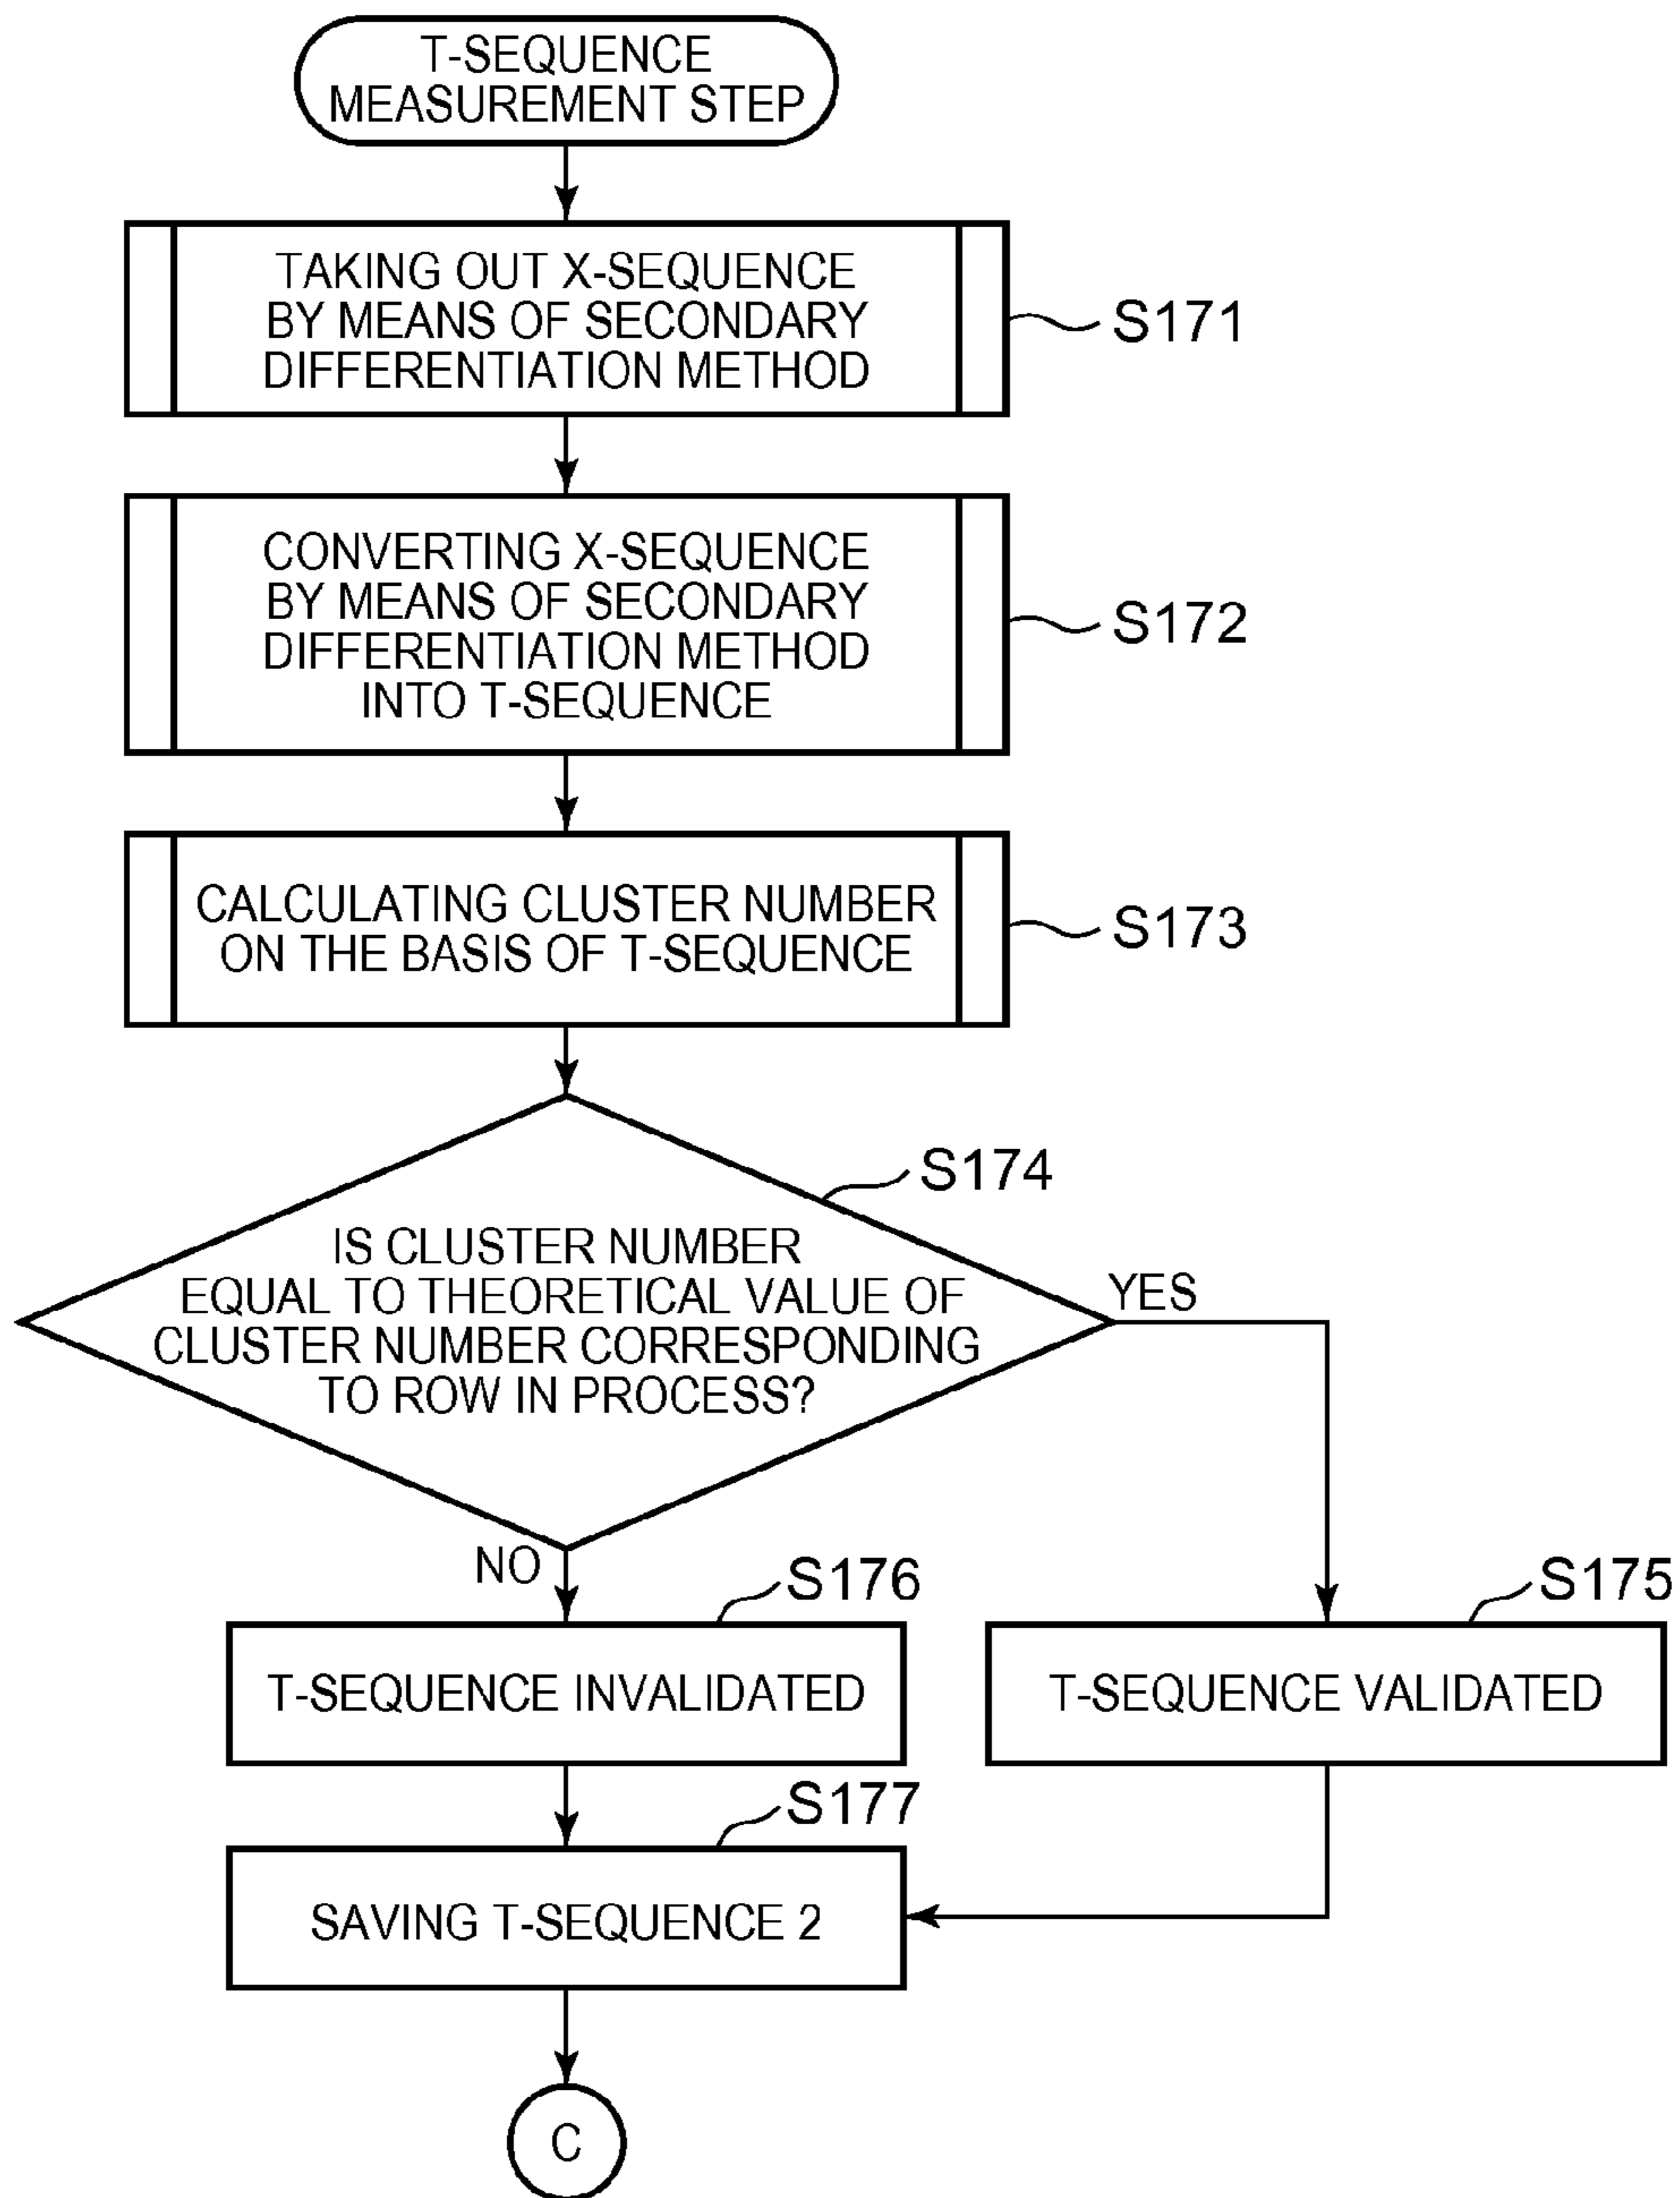 T-SEQUENCE
MEASUREMENT STEP
TAKING OUT X-SEQUENCE
BY MEANS OF SECONDARY
DIFFERENTIATION METHOD
S171
CONVERTING X-SEQUENCE
BY MEANS OF SECONDARY
DIFFERENTIATION METHOD
INTO T-SEQUENCE
S172
CALCULATING CLUSTER NUMBER
ON THE BASIS OF T-SEQUENCE
S173
S174
IS CLUSTER NUMBER
EQUAL TO THEORETICAL VALUE OF
CLUSTER NUMBER CORRESPONDING
TO ROW IN PROCESS?
YES
NO
S176
S175
T-SEQUENCE INVALIDATED
T-SEQUENCE VALIDATED
S177
SAVING T-SEQUENCE 2
C